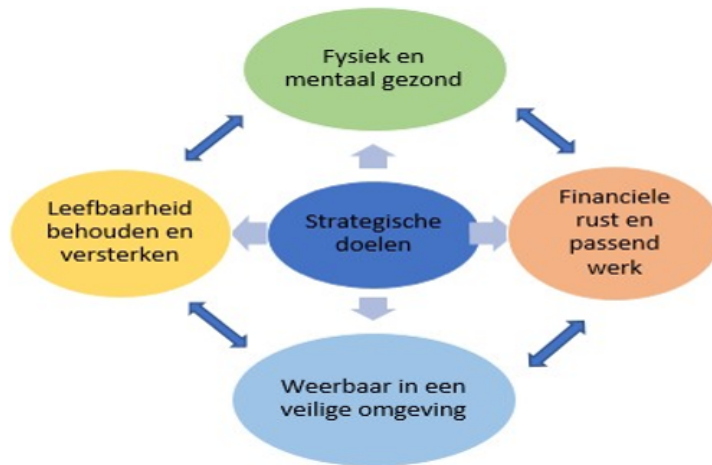 Fysiek en
mentaal gezond
Leefbaarheid
behouden en
versterken
Strategische
doelen
Financiele
rust en
passend
werk
Weerbaar in een
veilige omgeving